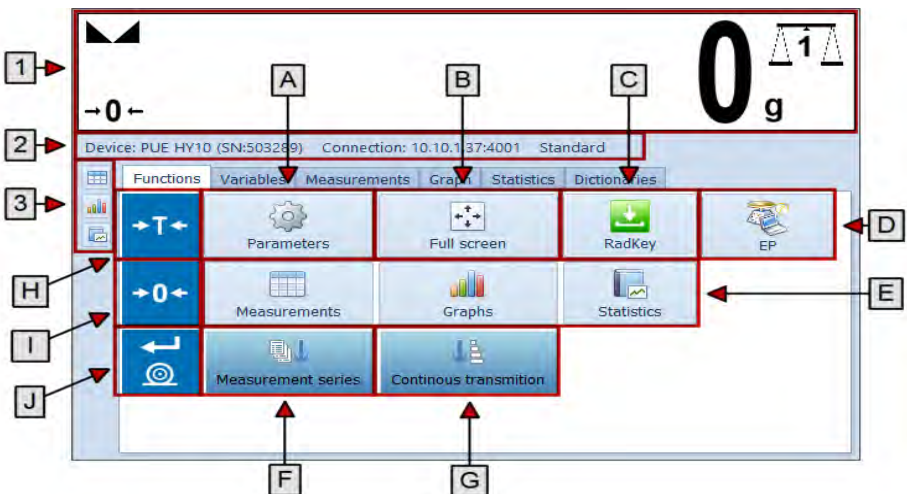 1
0
1
→0←
g
A
B
C
2
Device: PUE HY10 (SN:503289) Connection: 10.10.1.37:4001 Standard
Functions Variables Measurements Graph Statistics Dictionaries
3
→T←
Parameters
Full screen
RadKey
EP
D
H
→0←
Measurements
Graphs
Statistics
E
I
Measurement series
Continous transmition
J
F
G